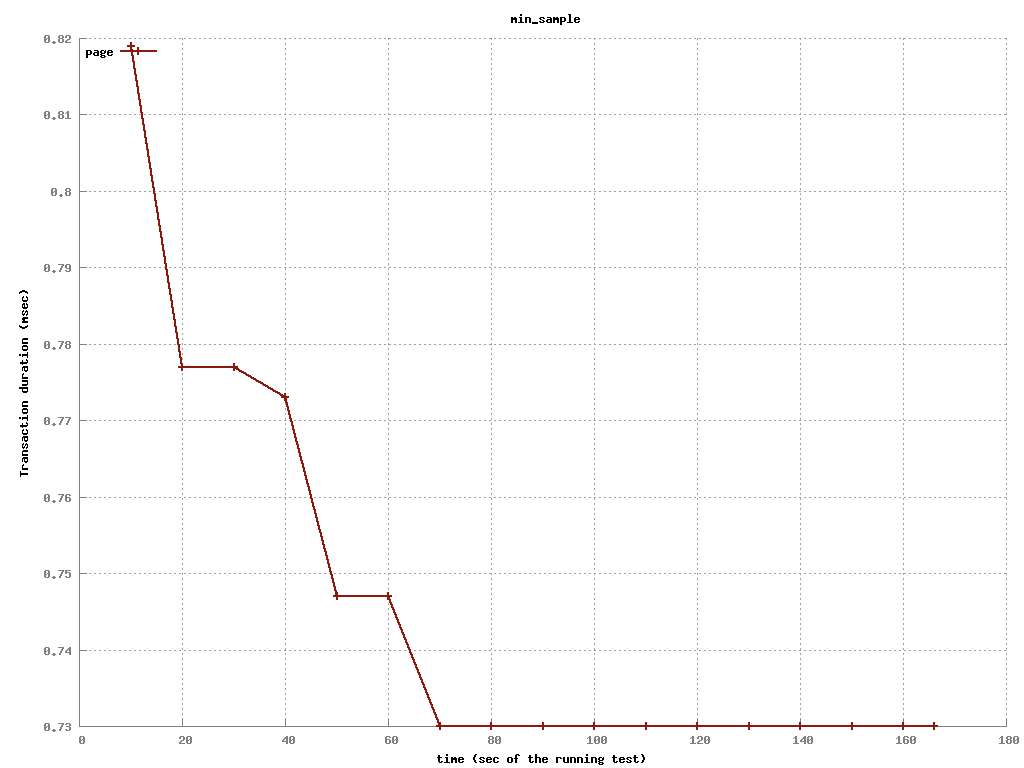 min_sample
0.82
page
0.81
0.8
0.79
0.78
0.77
0.76
0.75
0.74
0.73
Transaction duration (msec)
0 20 40 60 80 100 120 140 160 180
time (sec of the running test)